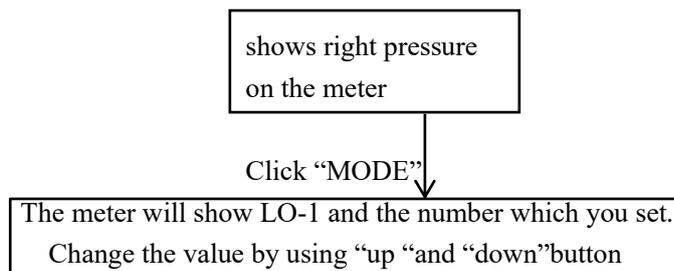 shows right pressure
on the meter
Click “MODE”
The meter will show LO-1 and the number which you set.
Change the value by using “up “and “down”button